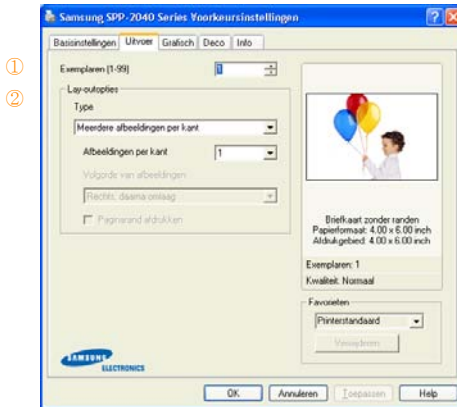 Samsung SPP-2040 Series Voorkeursinstellingen
Basisinstellingen Uitvoer Grafisch Deco Info
①
Exemplaren (1-99) 1
②
Lay-outopties
Type
Meerdere afbeeldingen per kant
Afbeeldingen per kant 1
Volgorde van afbeeldingen
Rechts, daarna omlaag
Paginarand afdrukken
Briefkaart zonder randen
Papierformaat: 4.00 x 6.00 inch
Afdrukgebied: 4.00 x 6.00 inch
Exemplaren: 1
Kwaliteit: Normaal
Favorieten
Printerstandaard
Verwijderen
SAMSUNG
ELECTRONICS
OK Annuleren Toepassen Help